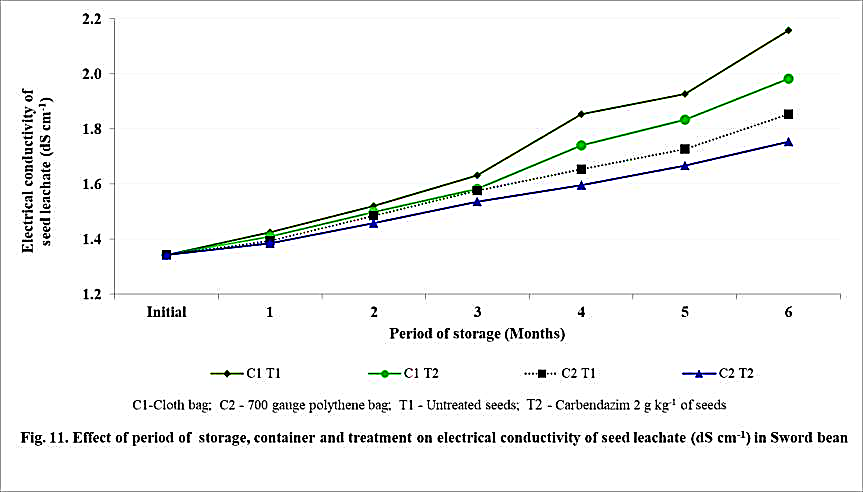 Electrical conductivity of
seed leachate (dS cm⁻¹)
2.2
2.0
1.8
1.6
1.4
1.2
Initial 1 2 3 4 5 6
Period of storage (Months)
C1 T1 C1 T2 C2 T1 C2 T2
C1-Cloth bag; C2 - 700 gauge polythene bag; T1 - Untreated seeds; T2 - Carbendazim 2 g kg⁻¹ of seeds
Fig. 11. Effect of period of storage, container and treatment on electrical conductivity of seed leachate (dS cm⁻¹) in Sword bean